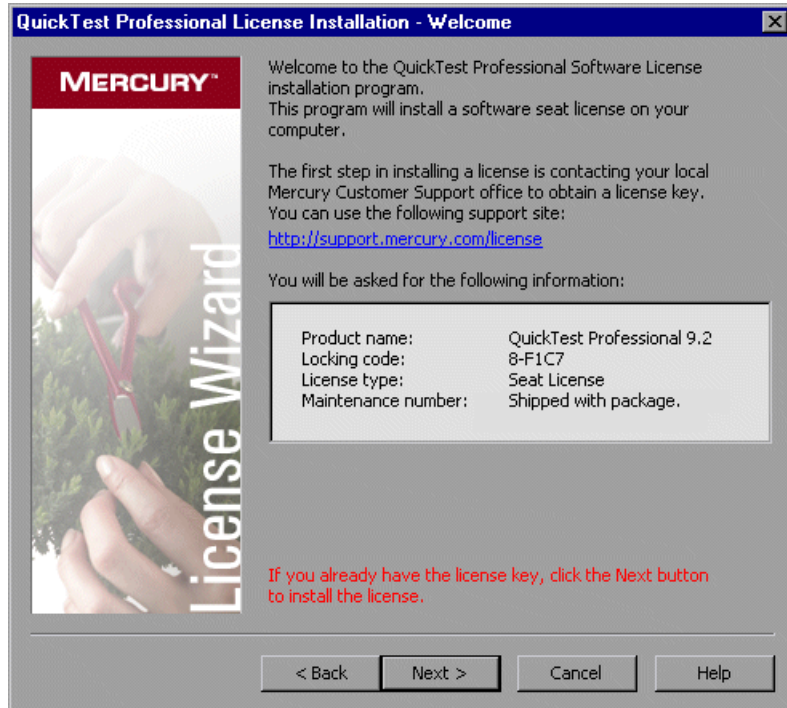 QuickTest Professional License Installation - Welcome
MERCURY™
License Wizard
Welcome to the QuickTest Professional Software License
installation program.
This program will install a software seat license on your
computer.
The first step in installing a license is contacting your local
Mercury Customer Support office to obtain a license key.
You can use the following support site:
http://support.mercury.com/license
You will be asked for the following information:
Product name: QuickTest Professional 9.2
Locking code: 8-F1C7
License type: Seat License
Maintenance number: Shipped with package.
If you already have the license key, click the Next button
to install the license.
< Back Next > Cancel Help